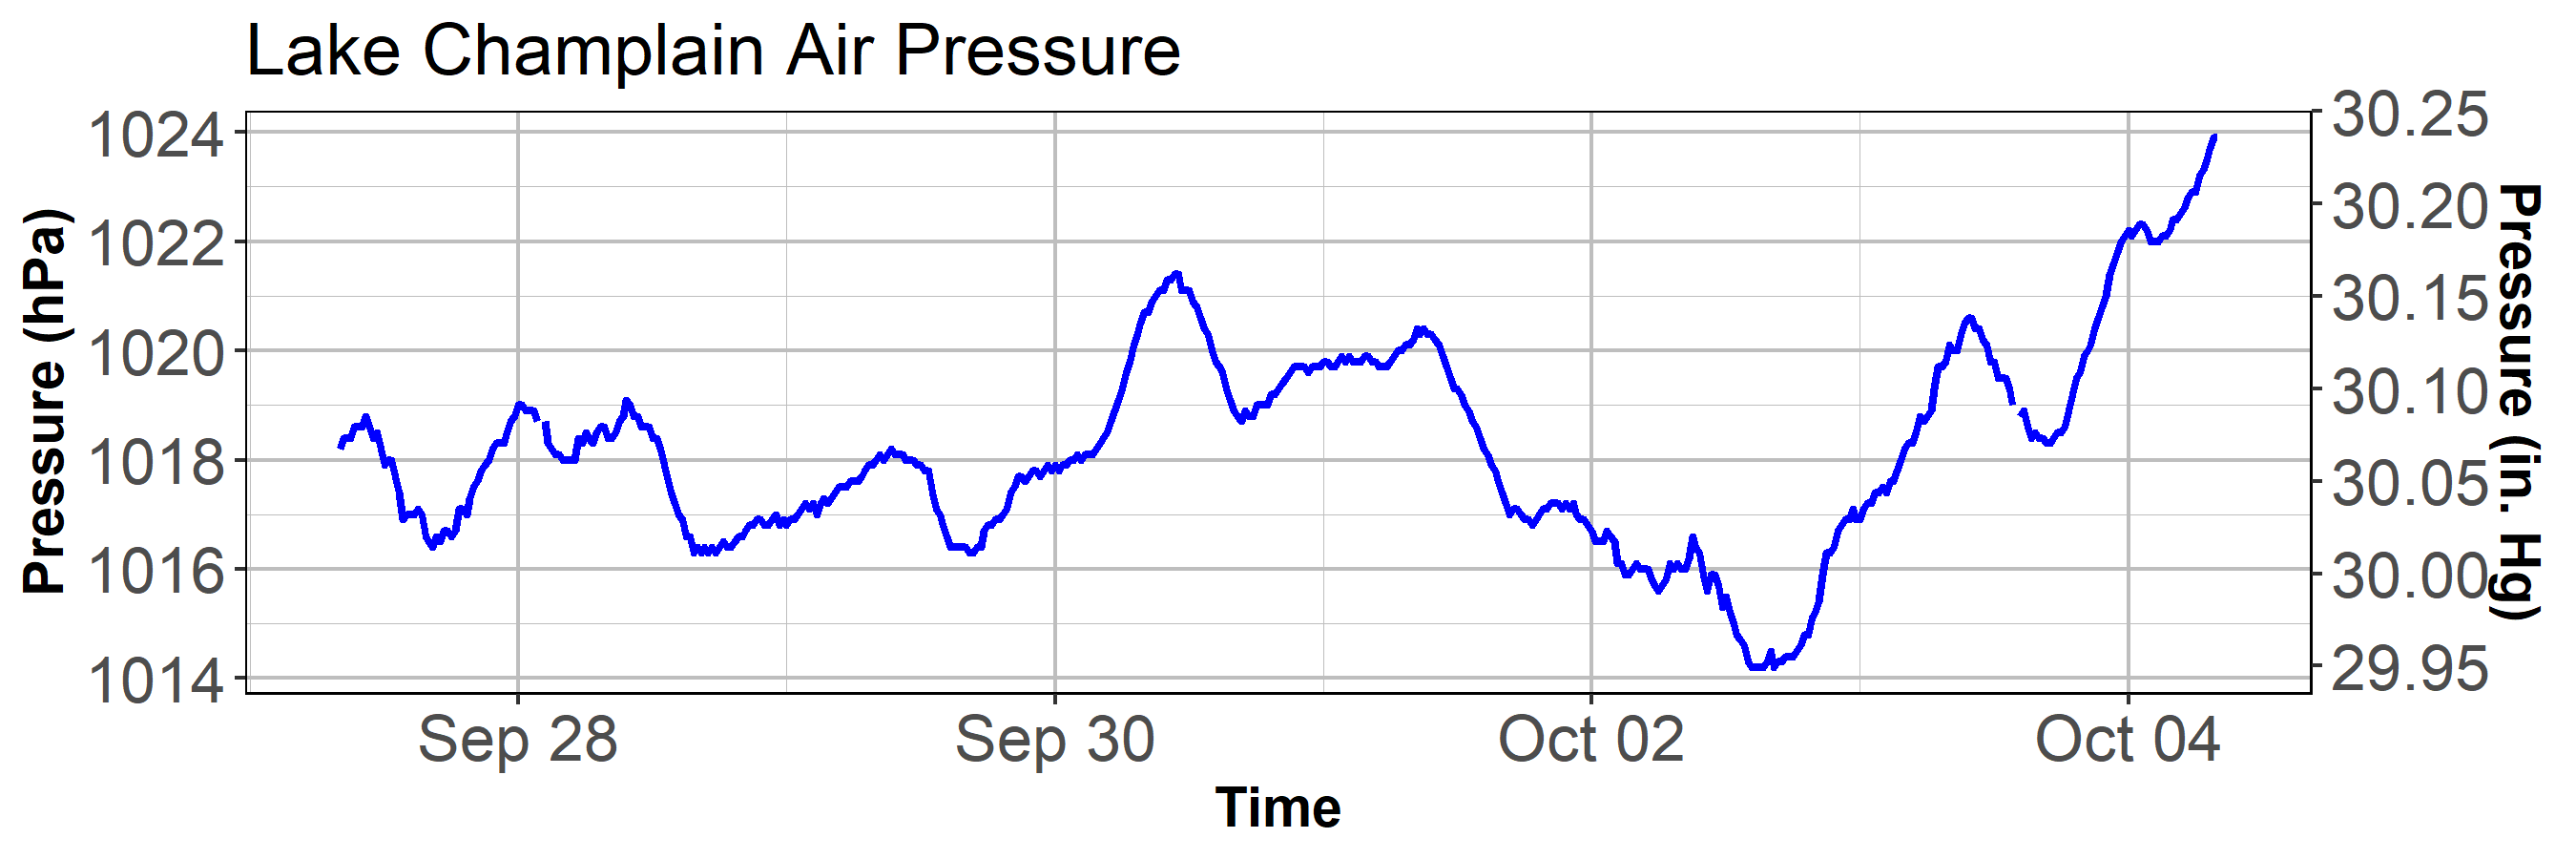 Lake Champlain Air Pressure
1024
1022
1020
1018
1016
1014
Pressure (hPa)
30.25
30.20
30.15
30.10
30.05
30.00
29.95
Pressure (in. Hg)
Sep 28
Sep 30
Oct 02
Oct 04
Time